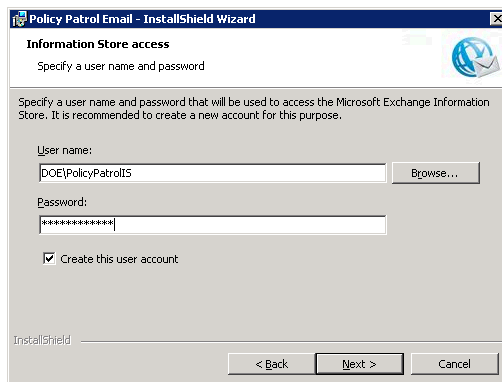 Policy Patrol Email - InstallShield Wizard
Information Store access
Specify a user name and password
Specify a user name and password that will be used to access the Microsoft Exchange Information
Store. It is recommended to create a new account for this purpose.
User name:
DOE\PolicyPatrolIS
Browse...
Password:
************
Create this user account
InstallShield
< Back
Next >
Cancel